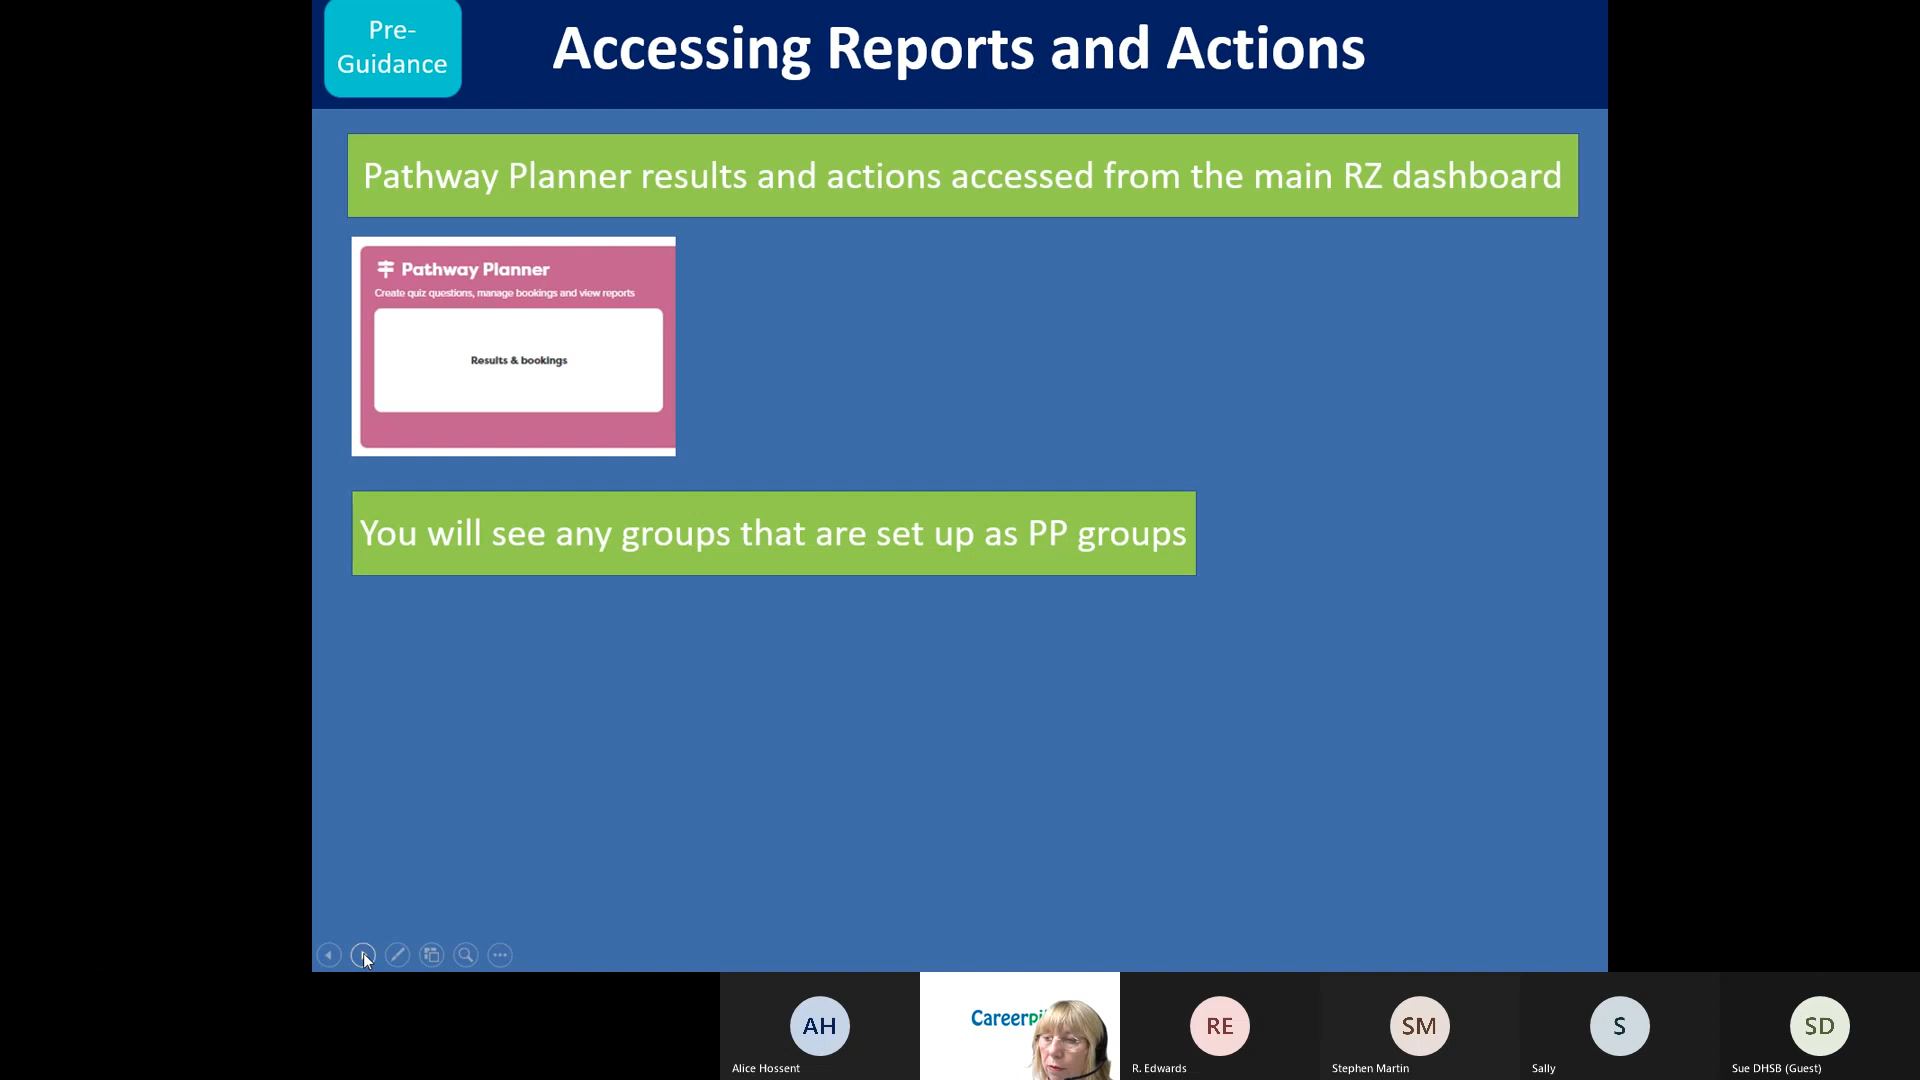 Pre-
Guidance
Accessing Reports and Actions
Pathway Planner results and actions accessed from the main RZ dashboard
Pathway Planner
Create quiz questions, manage bookings and view reports
Results & bookings
You will see any groups that are set up as PP groups
AH
Alice Hossent
RE
R. Edwards
SM
Stephen Martin
S
Sally
SD
Sue DHSB (Guest)